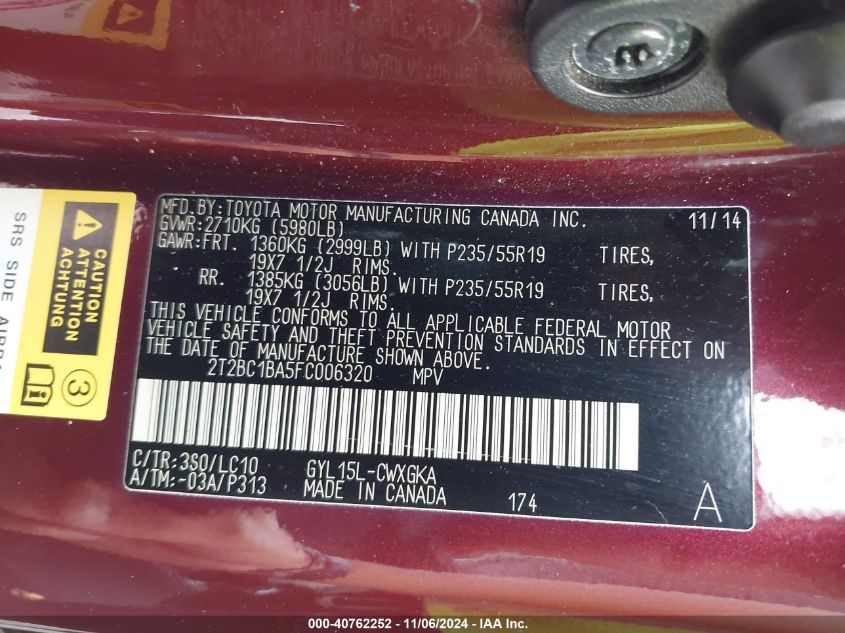 MFD.BY:TOYOTA MOTOR MANUFACTURING CANADA INC. 11/14
GVWR:2710KG (5980LB)
GAWR:FRT. 1360KG (2999LB) WITH P235/55R19 TIRES,
19X7 1/2J RIMS.
RR. 1385KG (3056LB) WITH P235/55R19 TIRES,
19X7 1/2J RIMS.
THIS VEHICLE CONFORMS TO ALL APPLICABLE FEDERAL MOTOR
VEHICLE SAFETY AND THEFT PREVENTION STANDARDS IN EFFECT ON
THE DATE OF MANUFACTURE SHOWN ABOVE.
2T2BC1BA5FC006320 MPV
C/TR:3S0/LC10 GYL15L-CWXGKA
A/TM:-03A/P313 MADE IN CANADA 174 A
CAUTION
ATTENTION
ACHTUNG
3
SRS SIDE
000-40762252 - 11/06/2024 - IAA Inc.